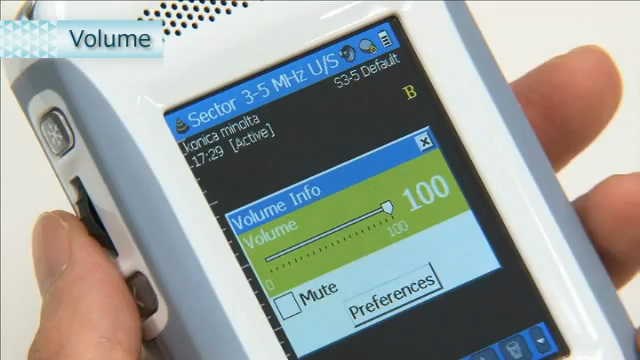 Volume
Sector 3-5 MHz U/S
S3-5 Default
konica minolta
17:29 [Active]
B
Volume Info
Volume
100
0
100
Mute
Preferences